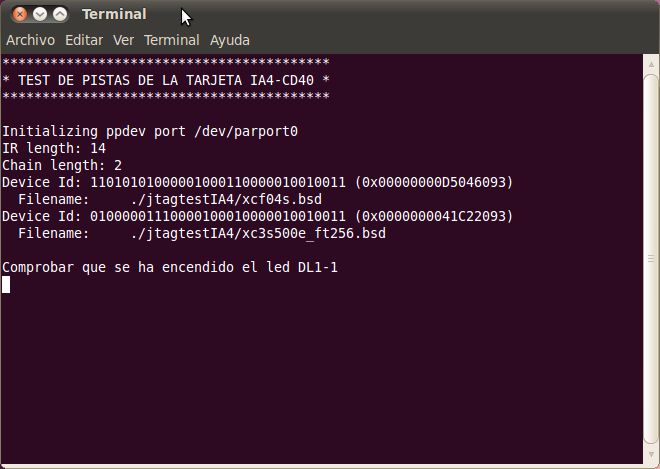 Terminal
Archivo Editar Ver Terminal Ayuda
*****************************************
* TEST DE PISTAS DE LA TARJETA IA4-CD40 *
*****************************************
Initializing ppdev port /dev/parport0
IR length: 14
Chain length: 2
Device Id: 11010101000001000110000010010011 (0x00000000D5046093)
Filename: ./jtagtestIA4/xcf04s.bsd
Device Id: 01000001110000100010000010010011 (0x0000000041C22093)
Filename: ./jtagtestIA4/xc3s500e_ft256.bsd
Comprobar que se ha encendido el led DL1-1